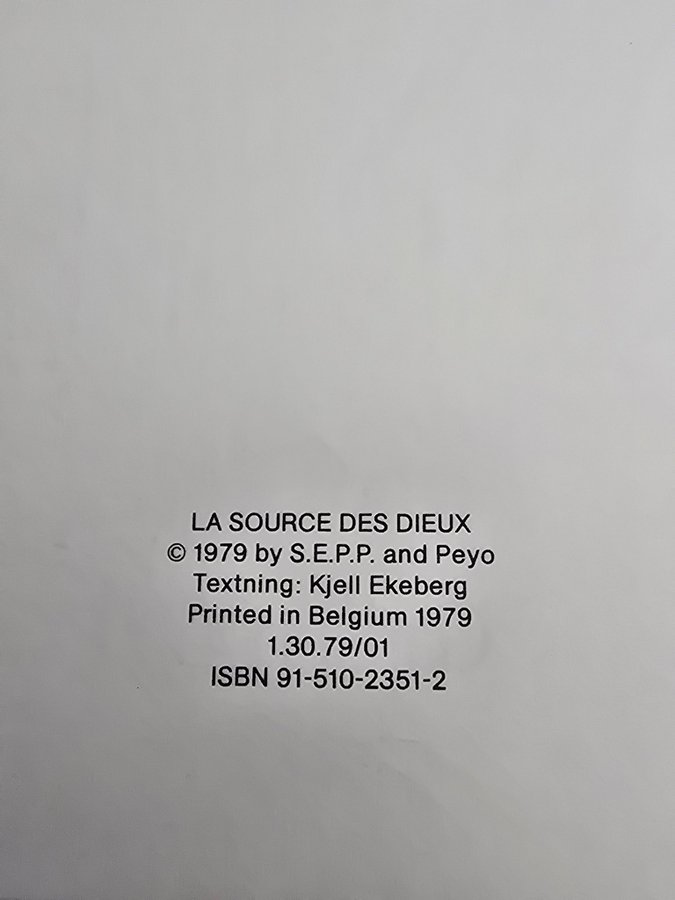 LA SOURCE DES DIEUX
© 1979 by S.E.P.P. and Peyo
Textning: Kjell Ekeberg
Printed in Belgium 1979
1.30.79/01
ISBN 91-510-2351-2